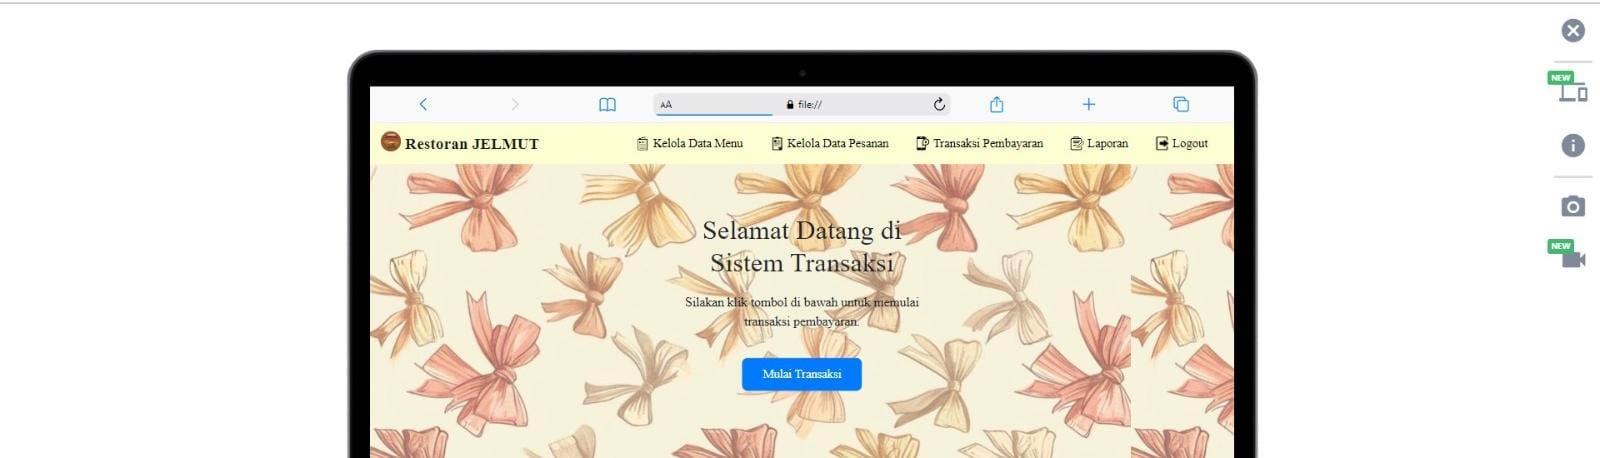 NEW
AA
file://
Restoran JELMUT
Kelola Data Menu
Kelola Data Pesanan
Transaksi Pembayaran
Laporan
Logout
Selamat Datang di
Sistem Transaksi
Silakan klik tombol di bawah untuk memulai
transaksi pembayaran.
Mulai Transaksi
NEW